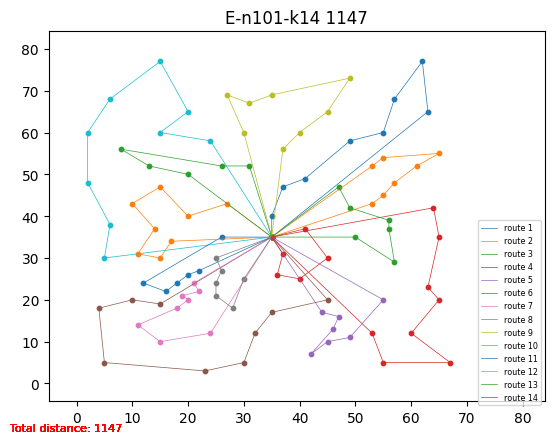 E-n101-k14 1147
80
70
60
50
40
30
20
10
0
0 10 20 30 40 50 60 70 80
route 1
route 2
route 3
route 4
route 5
route 6
route 7
route 8
route 9
route 10
route 11
route 12
route 13
route 14
Total distance: 1147